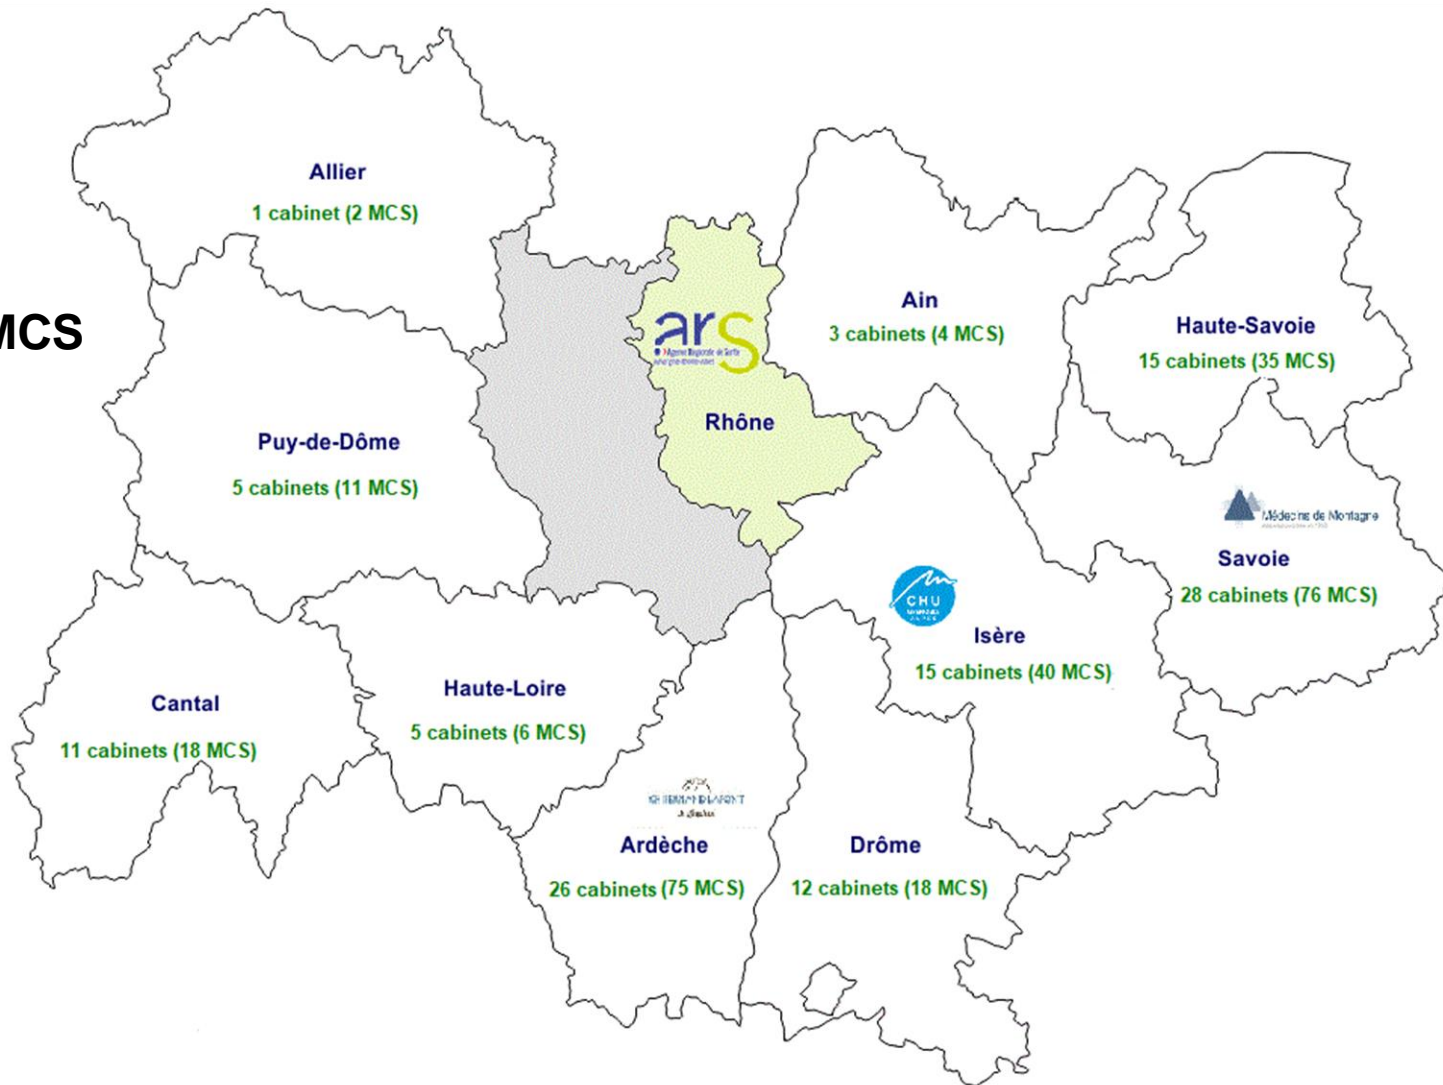 Allier
1 cabinet (2 MCS)
MCS
ars
Ain
3 cabinets (4 MCS)
Haute-Savoie
15 cabinets (35 MCS)
Rhône
Puy-de-Dôme
5 cabinets (11 MCS)
Médecins de Montagne
Savoie
28 cabinets (76 MCS)
CHU
Isère
15 cabinets (40 MCS)
Cantal
11 cabinets (18 MCS)
Haute-Loire
5 cabinets (6 MCS)
Ardèche
26 cabinets (75 MCS)
Drôme
12 cabinets (18 MCS)